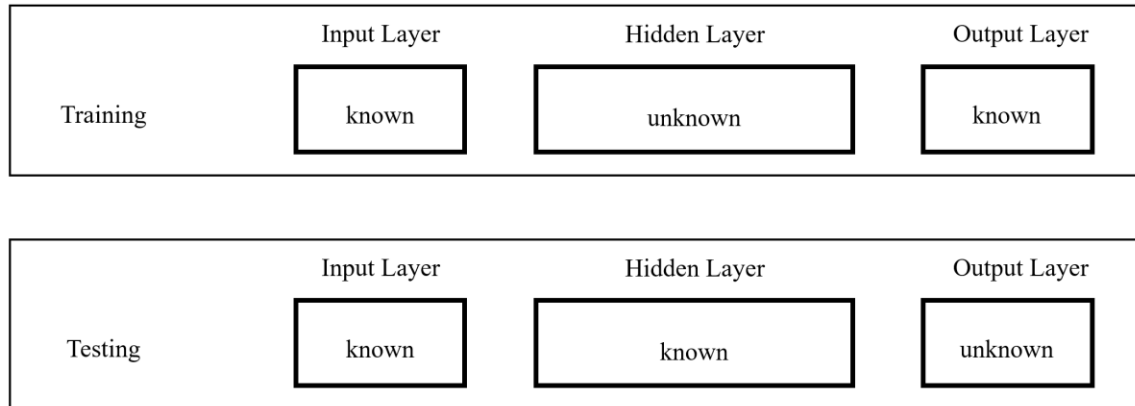 Input Layer Hidden Layer Output Layer
Training known unknown known
Input Layer Hidden Layer Output Layer
Testing known known unknown